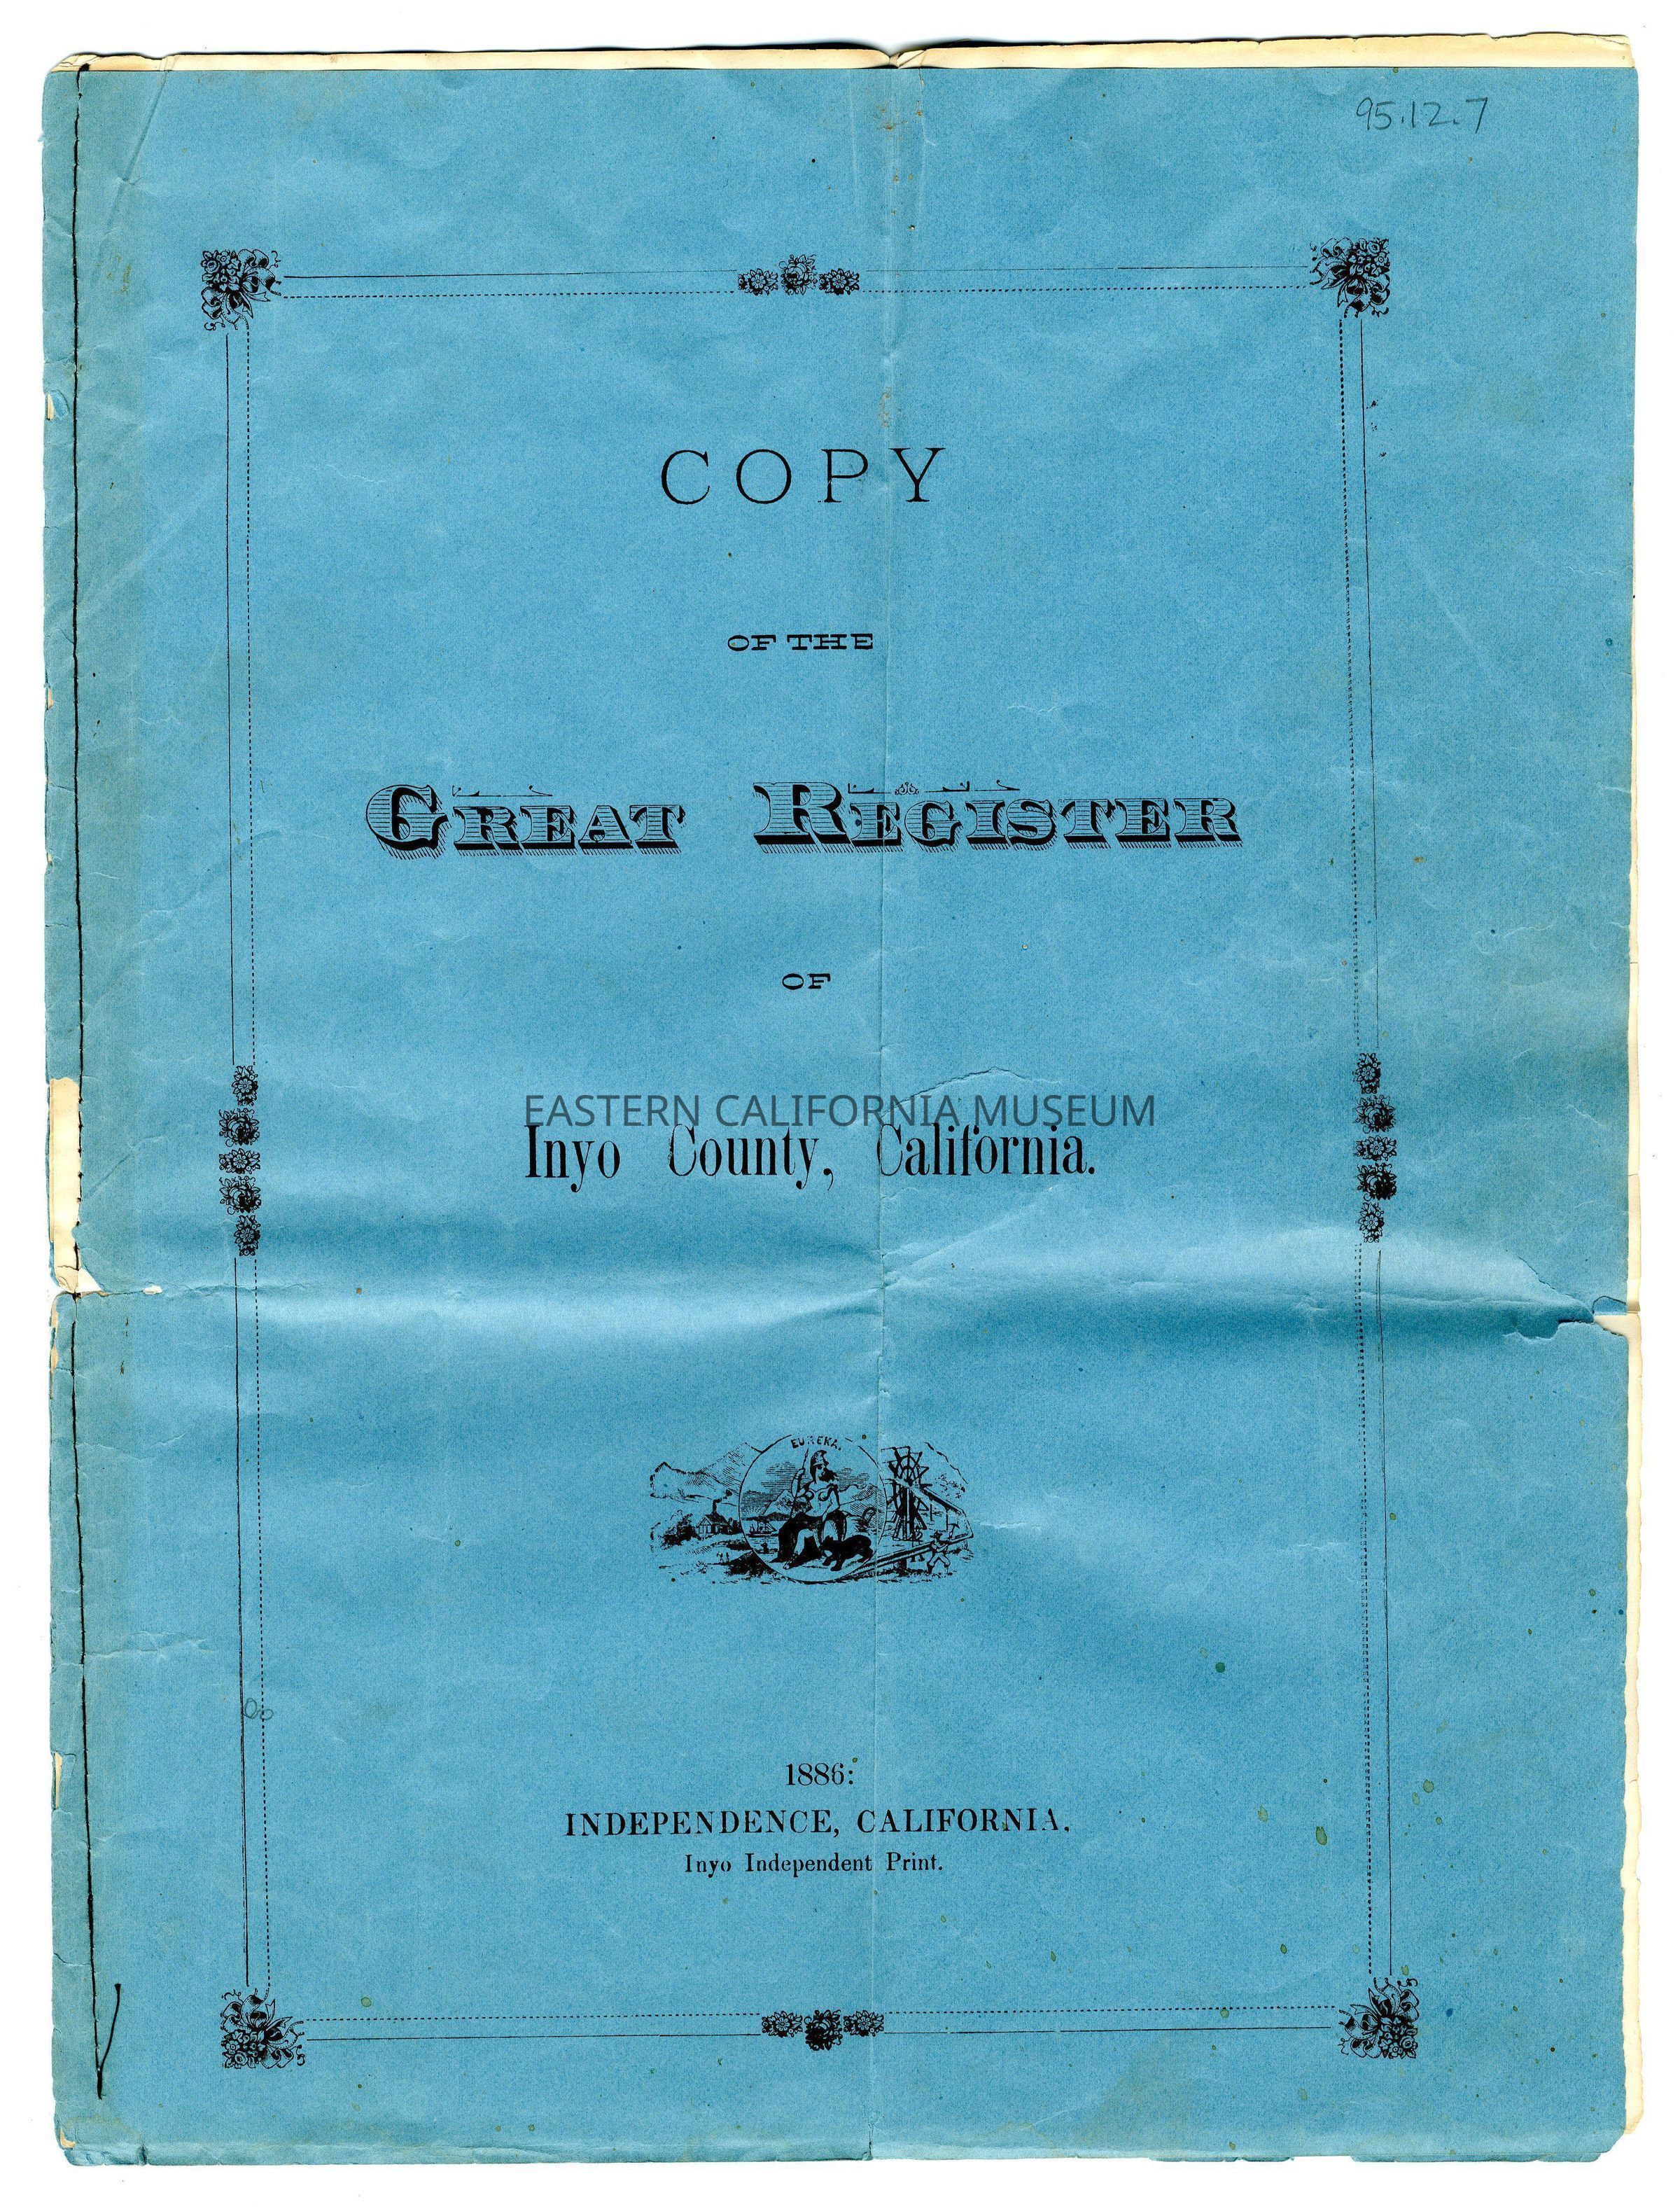 95.12.7
COPY
OF THE
GREAT REGISTER
OF
EASTERN CALIFORNIA MUSEUM
Inyo County, California.
EUREKA.
1886:
INDEPENDENCE, CALIFORNIA.
Inyo Independent Print.